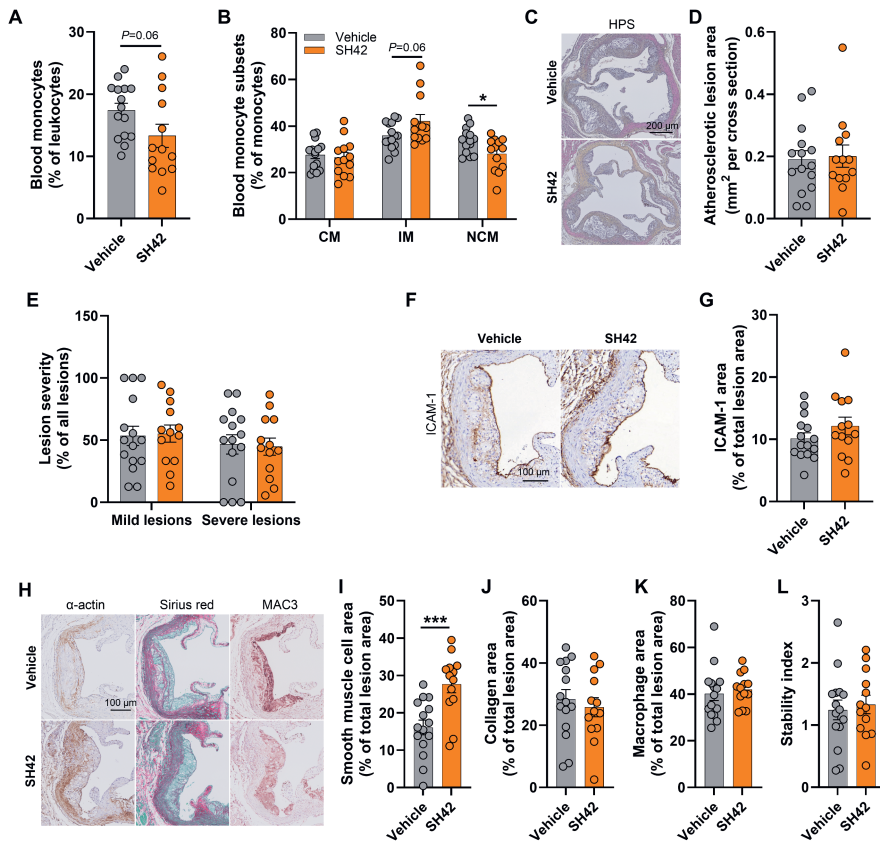 A
Blood monocytes
(% of leukocytes)
30
20
10
0
P=0.06
Vehicle
SH42
B
Blood monocyte subsets
(% of monocytes)
80
60
40
20
0
Vehicle
SH42
P=0.06
*
CM
IM
NCM
C
HPS
Vehicle
SH42
200 μm
D
Atherosclerotic lesion area
(mm2 per cross section)
0.6
0.4
0.2
0.0
Vehicle
SH42
E
Lesion severity
(% of all lesions)
150
100
50
0
Mild lesions
Severe lesions
F
Vehicle
SH42
ICAM-1
100 μm
G
ICAM-1 area
(% of total lesion area)
30
20
10
0
Vehicle
SH42
H
α-actin
Sirius red
MAC3
Vehicle
SH42
100 μm
I
Smooth muscle cell area
(% of total lesion area)
50
40
30
20
10
0
***
Vehicle
SH42
J
Collagen area
(% of total lesion area)
60
40
20
0
Vehicle
SH42
K
Macrophage area
(% of total lesion area)
80
60
40
20
0
Vehicle
SH42
L
Stability index
3
2
1
0
Vehicle
SH42